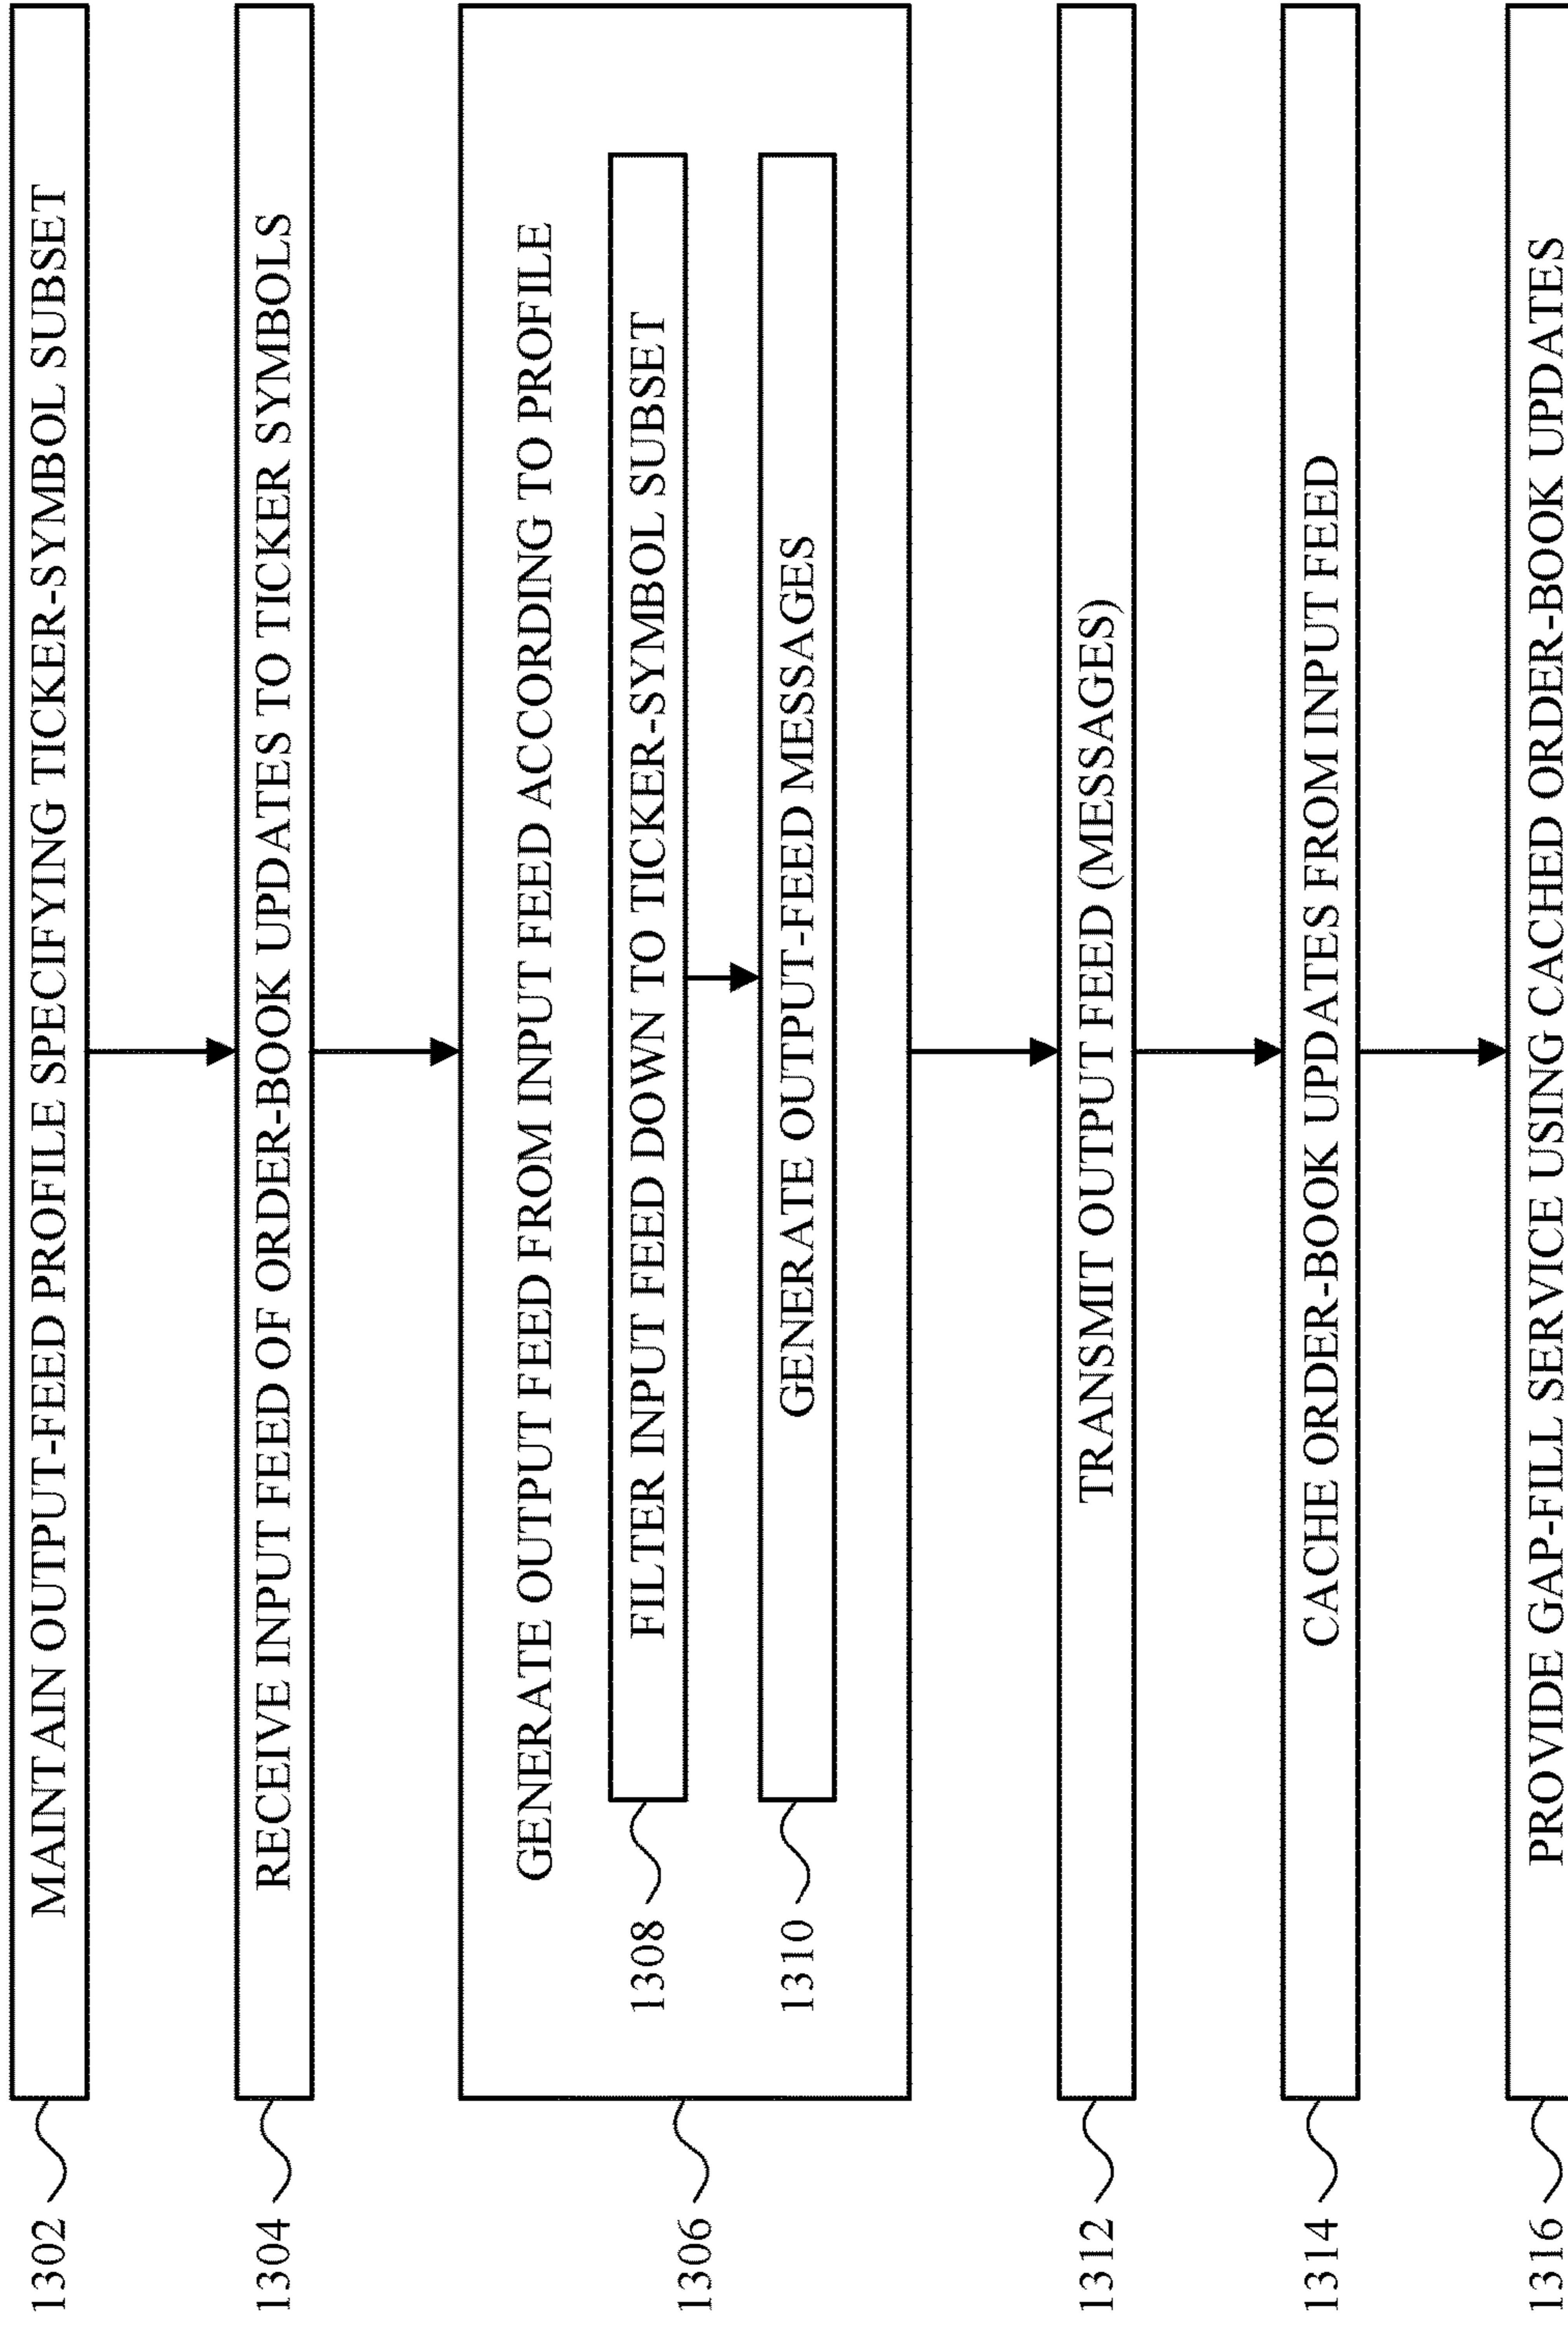 1302
MAINTAIN OUTPUT-FEED PROFILE SPECIFYING TICKER-SYMBOL SUBSET
1304
RECEIVE INPUT FEED OF ORDER-BOOK UPDATES TO TICKER SYMBOLS
1306
GENERATE OUTPUT FEED FROM INPUT FEED ACCORDING TO PROFILE
1308
FILTER INPUT FEED DOWN TO TICKER-SYMBOL SUBSET
1310
GENERATE OUTPUT-FEED MESSAGES
1312
TRANSMIT OUTPUT FEED (MESSAGES)
1314
CACHE ORDER-BOOK UPDATES FROM INPUT FEED
1316
PROVIDE GAP-FILL SERVICE USING CACHED ORDER-BOOK UPDATES